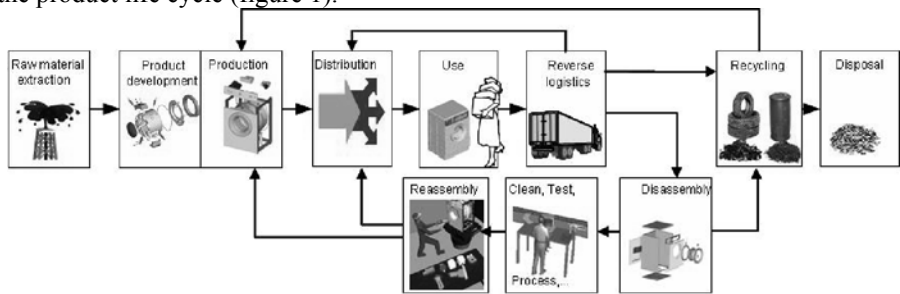 the product life cycle (figure 1).
Raw material
extraction
Product
development
Production
Distribution
Use
Reverse
logistics
Recycling
Disposal
Reassembly
Clean, Test,
Process,...
Disassembly